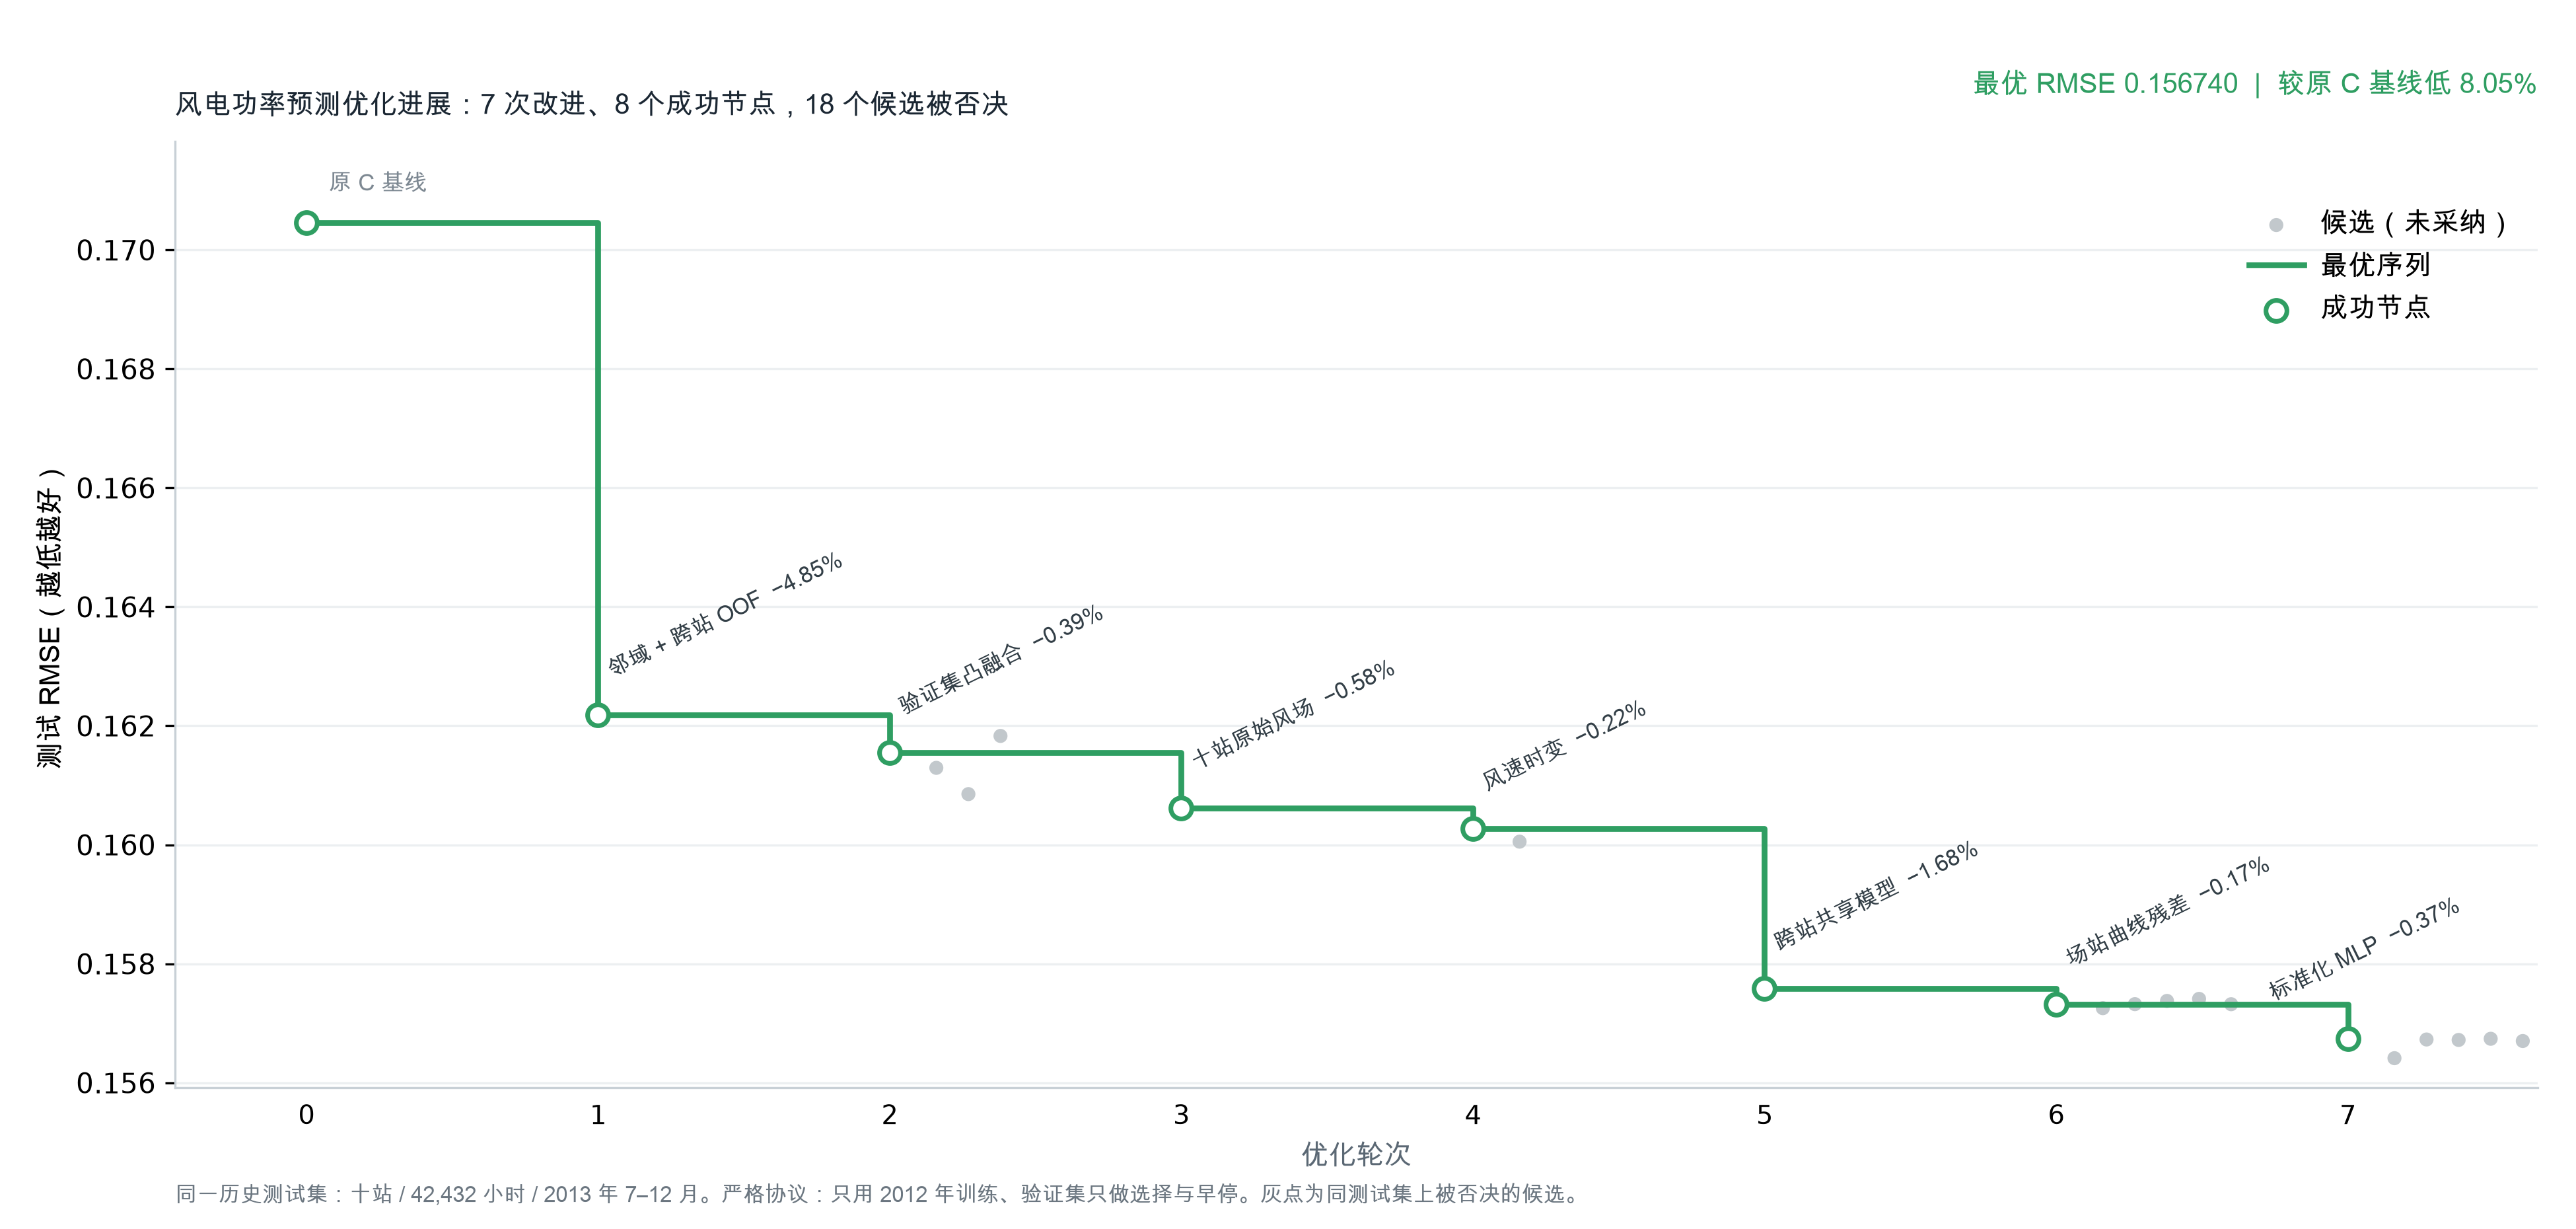 最优 RMSE 0.156740 | 较原 C 基线低 8.05%
风电功率预测优化进展：7 次改进、8 个成功节点，18 个候选被否决
原 C 基线
候选（未采纳）
最优序列
成功节点
测试 RMSE（越低越好）
0.170
0.168
0.166
0.164
0.162
0.160
0.158
0.156
邻域 + 跨站 OOF −4.85%
验证集凸融合 −0.39%
十站原始风场 −0.58%
风速时变 −0.22%
跨站共享模型 −1.68%
场站曲线残差 −0.17%
标准化 MLP −0.37%
0 1 2 3 4 5 6 7
优化轮次
同一历史测试集：十站 / 42,432 小时 / 2013 年 7–12 月。严格协议：只用 2012 年训练、验证集只做选择与早停。灰点为同测试集上被否决的候选。